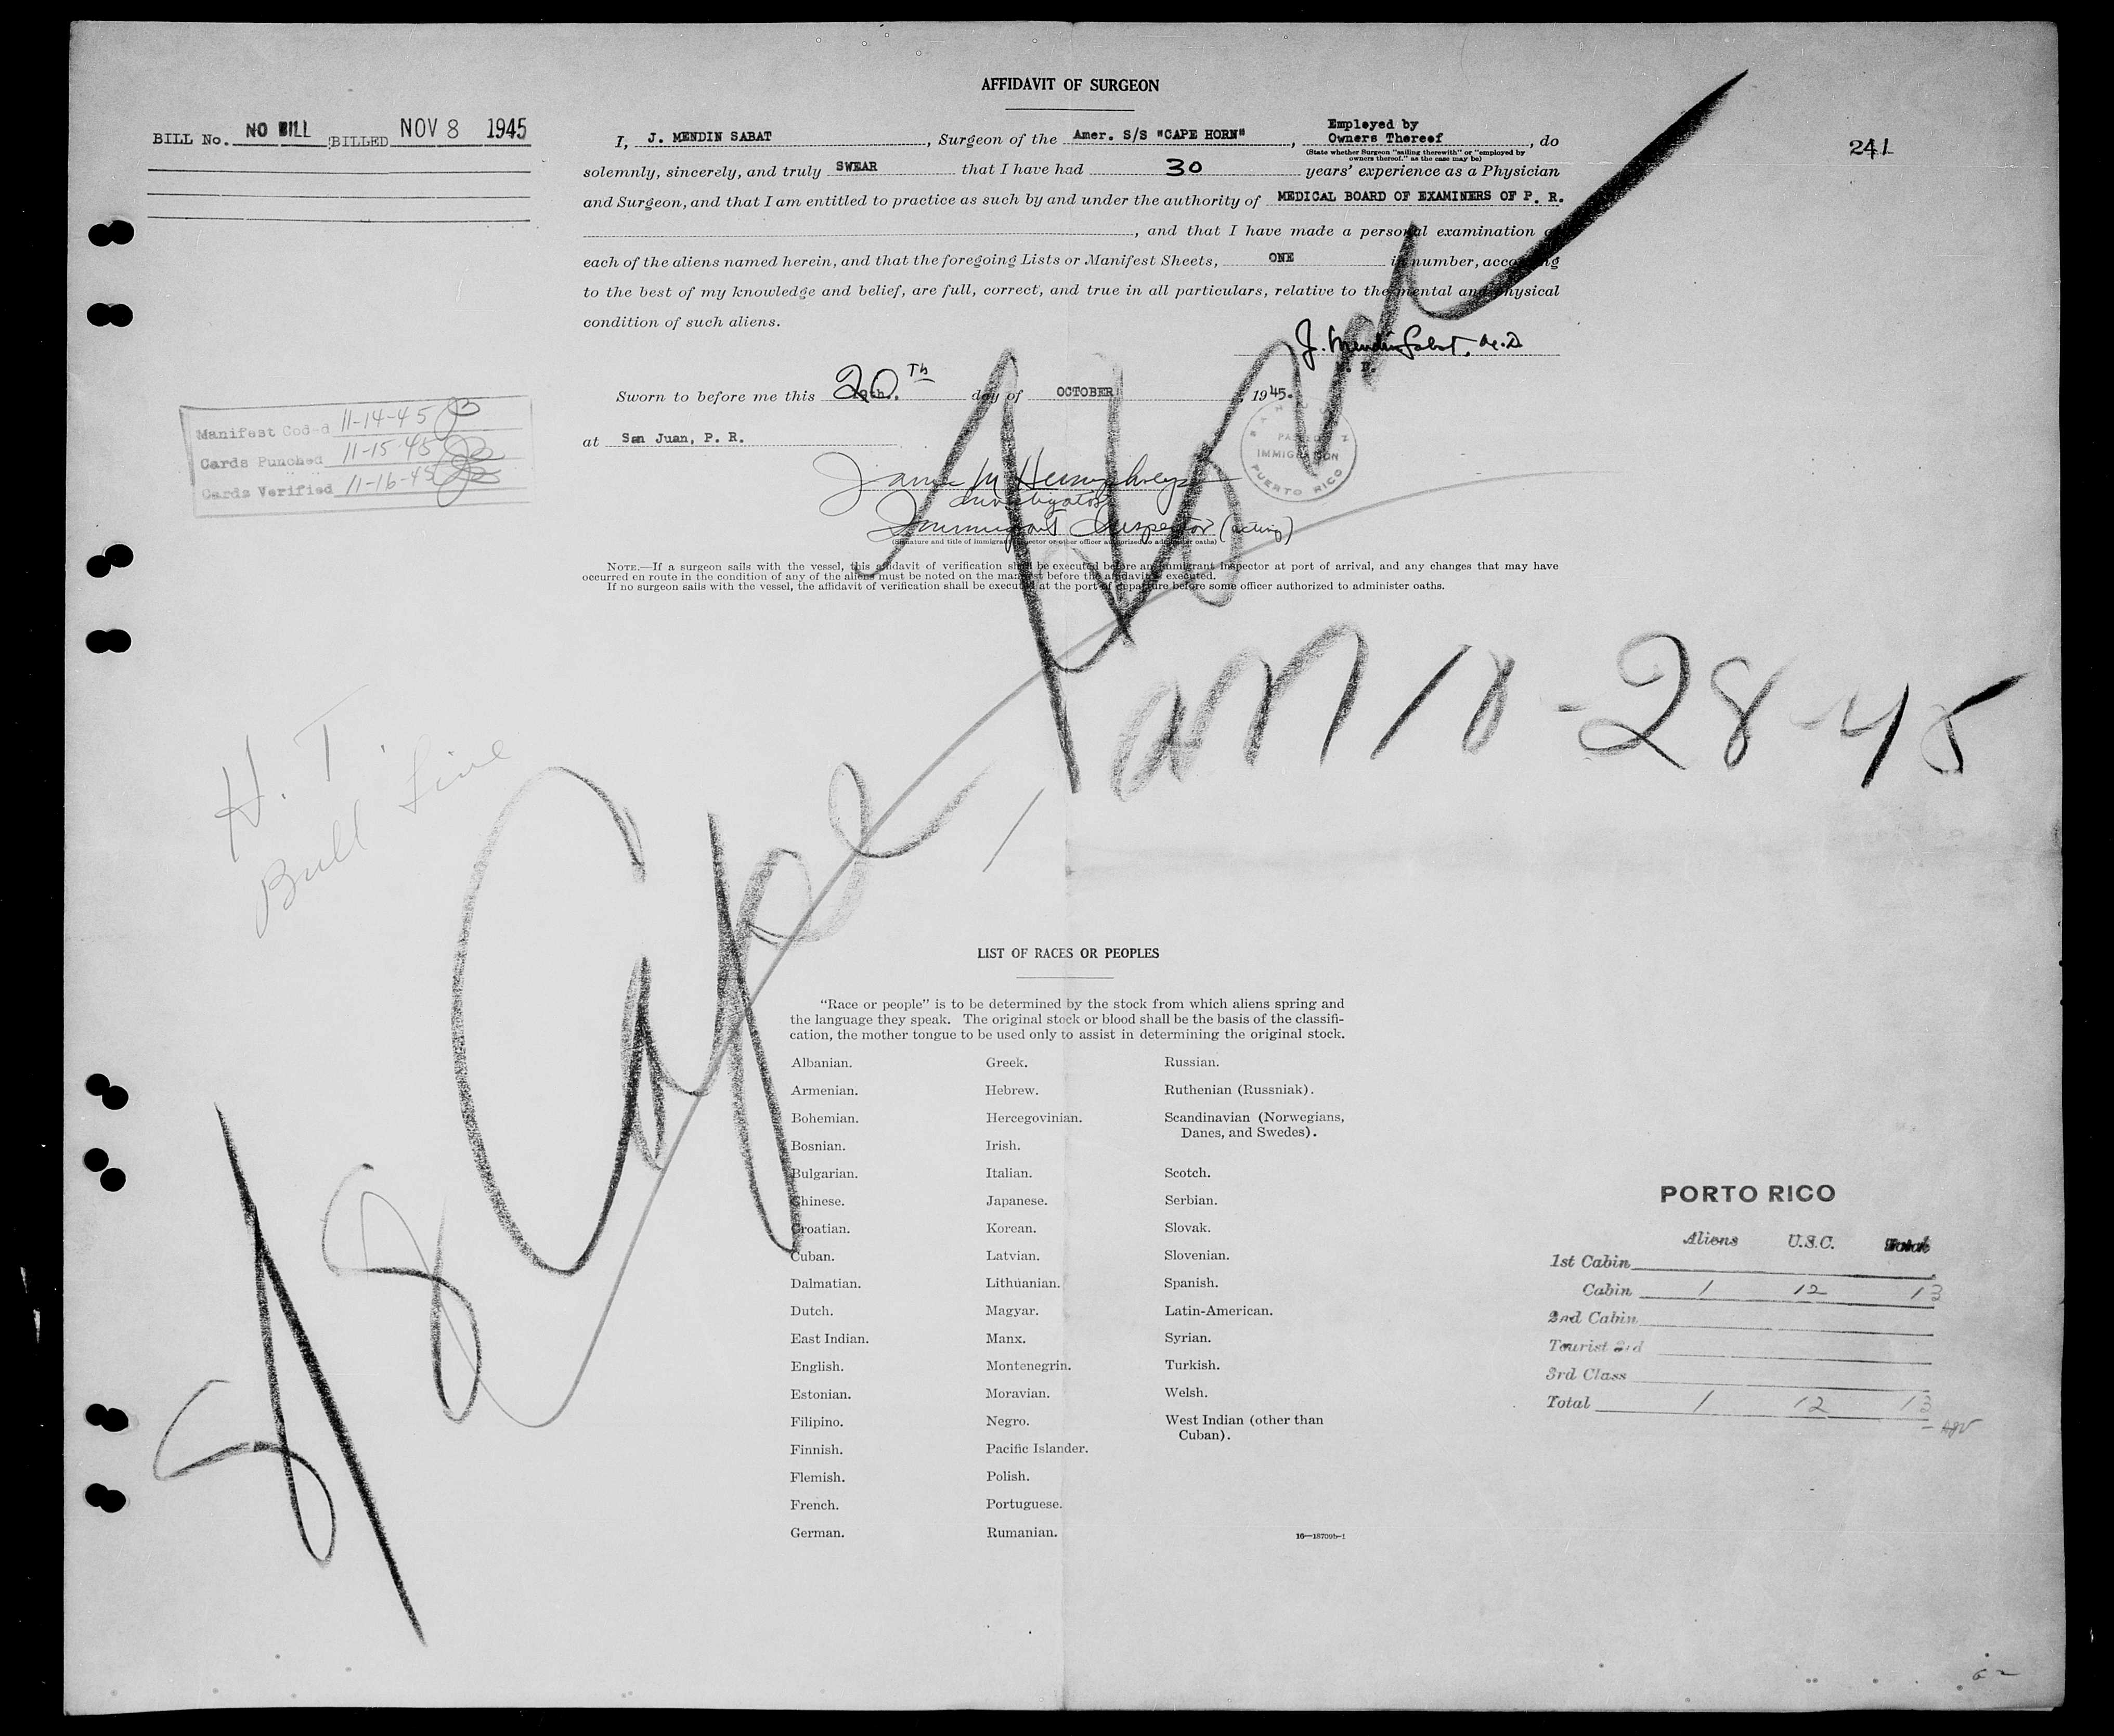 AFFIDAVIT OF SURGEON
BILL No. NO BILL BILLED NOV 8 1945
241
I, J. MENDIN SABAT, Surgeon of the Amer. S/S "CAPE HORN", Employed by Owners Thereof, do
(State whether Surgeon "sailing therewith" or "employed by owners thereof," as the case may be)
solemnly, sincerely, and truly SWEAR that I have had 30 years' experience as a Physician
and Surgeon, and that I am entitled to practice as such by and under the authority of MEDICAL BOARD OF EXAMINERS OF P. R.
, and that I have made a personal examination of
each of the aliens named herein, and that the foregoing Lists or Manifest Sheets, ONE in number, according
to the best of my knowledge and belief, are full, correct, and true in all particulars, relative to the mental and physical
condition of such aliens.
J. Mendin Sabat, M.D.
Sworn to before me this 20th day of OCTOBER, 1945.
at San Juan, P. R.
SAN JUAN
PASSED
IMMIGRATION
PUERTO RICO
Manifest Coded 11-14-45
Cards Punched 11-15-45
Cards Verified 11-16-45
James M Humphreys
Investigator
Immigrant Inspector (acting)
(Signature and title of immigrant inspector or other officer authorized to administer oaths)
NOTE.—If a surgeon sails with the vessel, this affidavit of verification shall be executed before an immigrant inspector at port of arrival, and any changes that may have
occurred en route in the condition of any of the aliens must be noted on the manifest before the affidavit is executed.
If no surgeon sails with the vessel, the affidavit of verification shall be executed at the port of departure before some officer authorized to administer oaths.
H. T.
Bull Line
S/S Cape Horn
arr 10-28-45
LIST OF RACES OR PEOPLES
"Race or people" is to be determined by the stock from which aliens spring and
the language they speak. The original stock or blood shall be the basis of the classifi-
cation, the mother tongue to be used only to assist in determining the original stock.
Albanian.
Armenian.
Bohemian.
Bosnian.
Bulgarian.
Chinese.
Croatian.
Cuban.
Dalmatian.
Dutch.
East Indian.
English.
Estonian.
Filipino.
Finnish.
Flemish.
French.
German.
Greek.
Hebrew.
Hercegovinian.
Irish.
Italian.
Japanese.
Korean.
Latvian.
Lithuanian.
Magyar.
Manx.
Montenegrin.
Moravian.
Negro.
Pacific Islander.
Polish.
Portuguese.
Rumanian.
Russian.
Ruthenian (Russniak).
Scandinavian (Norwegians,
Danes, and Swedes).
Scotch.
Serbian.
Slovak.
Slovenian.
Spanish.
Latin-American.
Syrian.
Turkish.
Welsh.
West Indian (other than
Cuban).
16—18709b-1
PORTO RICO
Aliens U.S.C. Total
1st Cabin
Cabin 1 12 13
2nd Cabin
Tourist 3rd
3rd Class
Total 1 12 13